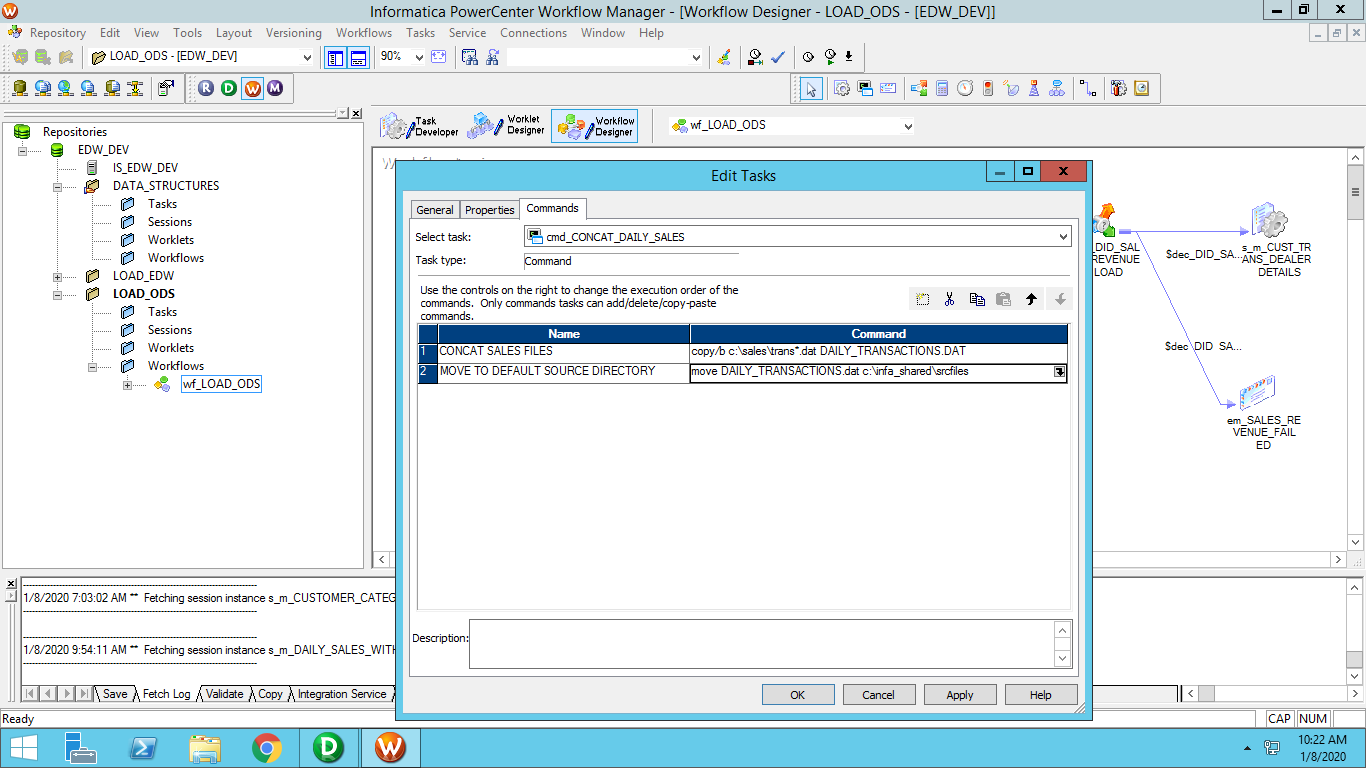 Informatica PowerCenter Workflow Manager - [Workflow Designer - LOAD_ODS - [EDW_DEV]]
Repository Edit View Tools Layout Versioning Workflows Tasks Service Connections Window Help
LOAD_ODS - [EDW_DEV] 90%
R D W M
Task Developer
Worklet Designer
Workflow Designer
wf_LOAD_ODS
Repositories
EDW_DEV
IS_EDW_DEV
DATA_STRUCTURES
Tasks
Sessions
Worklets
Workflows
LOAD_EDW
LOAD_ODS
Tasks
Sessions
Worklets
Workflows
wf_LOAD_ODS
Edit Tasks
General Properties Commands
Select task: cmd_CONCAT_DAILY_SALES
Task type: Command
Use the controls on the right to change the execution order of the
commands. Only commands tasks can add/delete/copy-paste
commands.
Name Command
1 CONCAT SALES FILES copy/b c:\sales\trans*.dat DAILY_TRANSACTIONS.DAT
2 MOVE TO DEFAULT SOURCE DIRECTORY move DAILY_TRANSACTIONS.dat c:\infa_shared\srcfiles
Description:
OK Cancel Apply Help
_DID_SAL
REVENUE
LOAD
$dec_DID_SA...
s_m_CUST_TR
ANS_DEALER
DETAILS
$dec_DID_SA...
em_SALES_RE
VENUE_FAIL
ED
1/8/2020 7:03:02 AM ** Fetching session instance s_m_CUSTOMER_CATEG
1/8/2020 9:54:11 AM ** Fetching session instance s_m_DAILY_SALES_WITH
Save Fetch Log Validate Copy Integration Service
Ready CAP NUM
D W
10:22 AM
1/8/2020